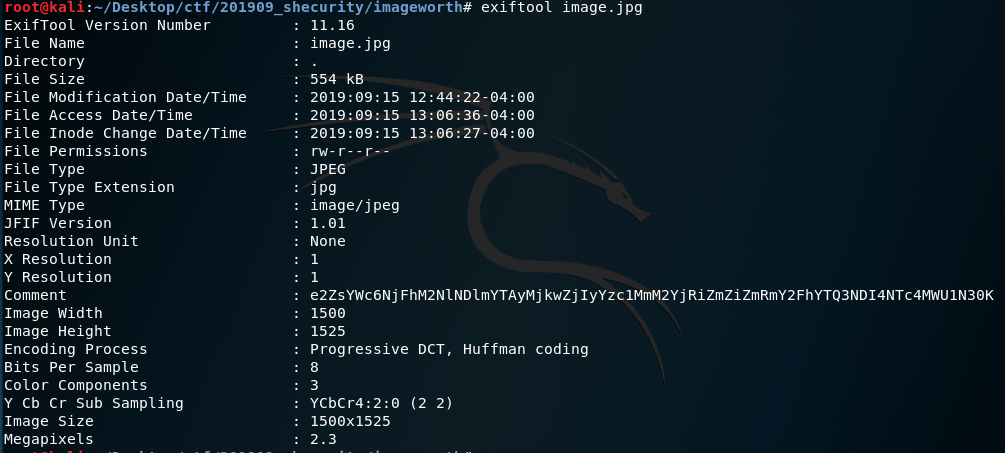 root@kali:~/Desktop/ctf/201909_shecurity/imageworth# exiftool image.jpg
ExifTool Version Number : 11.16
File Name : image.jpg
Directory : .
File Size : 554 kB
File Modification Date/Time : 2019:09:15 12:44:22-04:00
File Access Date/Time : 2019:09:15 13:06:36-04:00
File Inode Change Date/Time : 2019:09:15 13:06:27-04:00
File Permissions : rw-r--r--
File Type : JPEG
File Type Extension : jpg
MIME Type : image/jpeg
JFIF Version : 1.01
Resolution Unit : None
X Resolution : 1
Y Resolution : 1
Comment : e2ZsYWc6NjFhM2NlNDlmYTAyMjkwZjIyYzc1MmM2YjRiZmZiZmRmY2FhYTQ3NDI4NTc4MWU1N30K
Image Width : 1500
Image Height : 1525
Encoding Process : Progressive DCT, Huffman coding
Bits Per Sample : 8
Color Components : 3
Y Cb Cr Sub Sampling : YCbCr4:2:0 (2 2)
Image Size : 1500x1525
Megapixels : 2.3